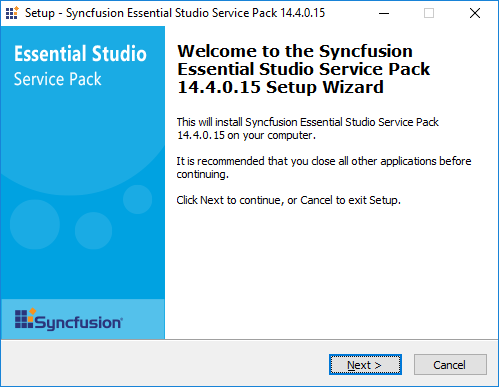 Setup - Syncfusion Essential Studio Service Pack 14.4.0.15
Essential Studio
Service Pack
Welcome to the Syncfusion
Essential Studio Service Pack
14.4.0.15 Setup Wizard
This will install Syncfusion Essential Studio Service Pack
14.4.0.15 on your computer.
It is recommended that you close all other applications before
continuing.
Click Next to continue, or Cancel to exit Setup.
Syncfusion®
Next >
Cancel